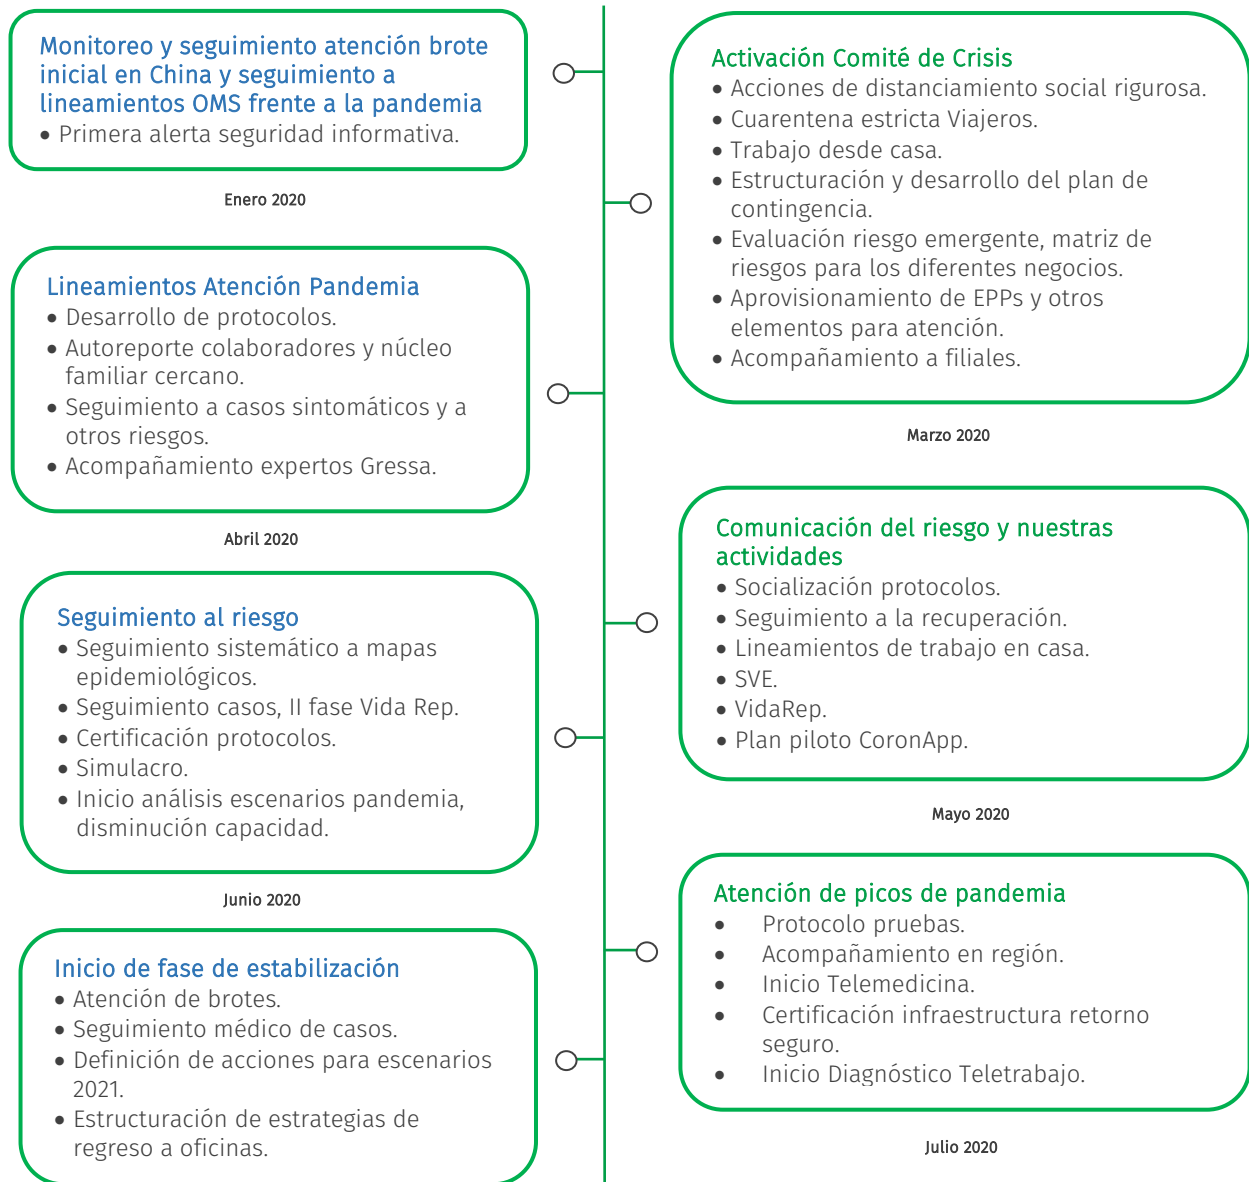 Monitoreo y seguimiento atención brote
inicial en China y seguimiento a
lineamientos OMS frente a la pandemia
• Primera alerta seguridad informativa.
Enero 2020
Activación Comité de Crisis
• Acciones de distanciamiento social rigurosa.
• Cuarentena estricta Viajeros.
• Trabajo desde casa.
• Estructuración y desarrollo del plan de
contingencia.
• Evaluación riesgo emergente, matriz de
riesgos para los diferentes negocios.
• Aprovisionamiento de EPPs y otros
elementos para atención.
• Acompañamiento a filiales.
Marzo 2020
Lineamientos Atención Pandemia
• Desarrollo de protocolos.
• Autoreporte colaboradores y núcleo
familiar cercano.
• Seguimiento a casos sintomáticos y a
otros riesgos.
• Acompañamiento expertos Gressa.
Abril 2020
Comunicación del riesgo y nuestras
actividades
• Socialización protocolos.
• Seguimiento a la recuperación.
• Lineamientos de trabajo en casa.
• SVE.
• VidaRep.
• Plan piloto CoronApp.
Mayo 2020
Seguimiento al riesgo
• Seguimiento sistemático a mapas
epidemiológicos.
• Seguimiento casos, II fase Vida Rep.
• Certificación protocolos.
• Simulacro.
• Inicio análisis escenarios pandemia,
disminución capacidad.
Junio 2020
Atención de picos de pandemia
• Protocolo pruebas.
• Acompañamiento en región.
• Inicio Telemedicina.
• Certificación infraestructura retorno
seguro.
• Inicio Diagnóstico Teletrabajo.
Julio 2020
Inicio de fase de estabilización
• Atención de brotes.
• Seguimiento médico de casos.
• Definición de acciones para escenarios
2021.
• Estructuración de estrategias de
regreso a oficinas.